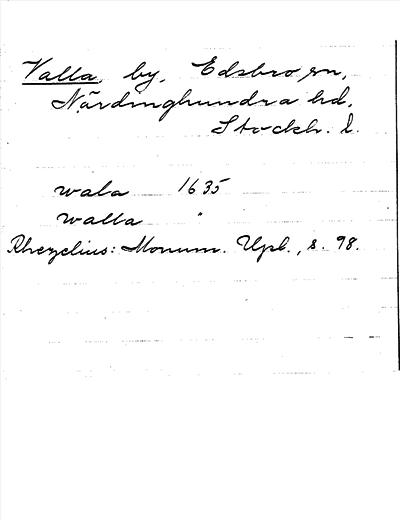 Valla, by, Edsbro sn,
Närdinghundra hd,
Stockh. l.
wala 1635
walla "
Rhezelius: Monum. Upl., s. 98.